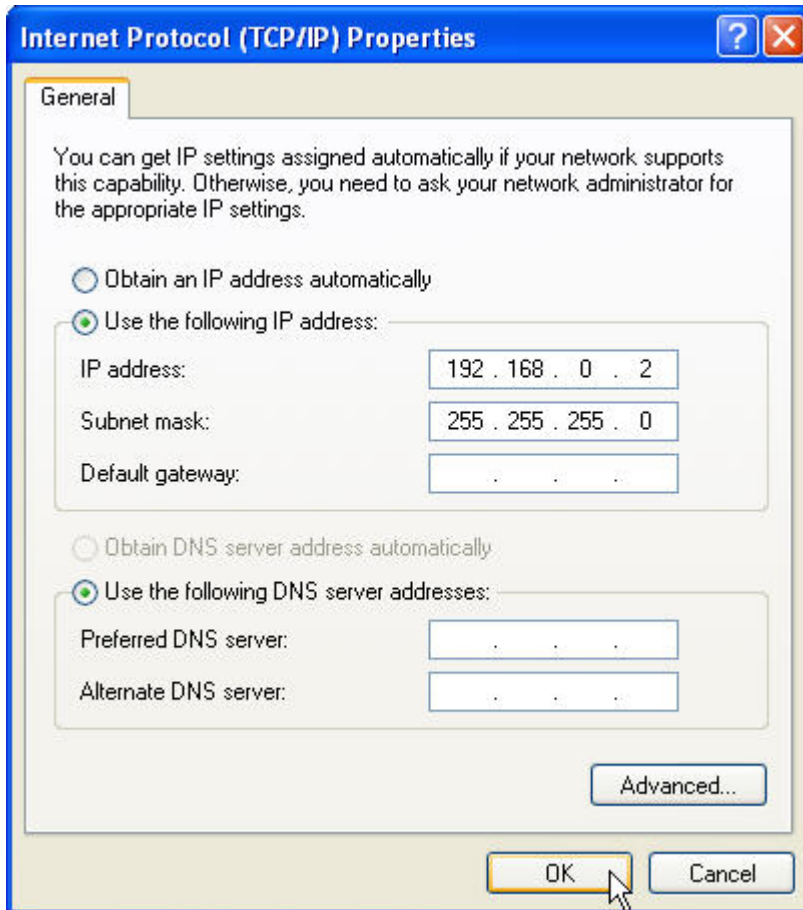 Internet Protocol (TCP/IP) Properties
?
General
You can get IP settings assigned automatically if your network supports
this capability. Otherwise, you need to ask your network administrator for
the appropriate IP settings.
Obtain an IP address automatically
Use the following IP address:
IP address: 192 . 168 . 0 . 2
Subnet mask: 255 . 255 . 255 . 0
Default gateway: . . .
Obtain DNS server address automatically
Use the following DNS server addresses:
Preferred DNS server: . . .
Alternate DNS server: . . .
Advanced...
OK Cancel